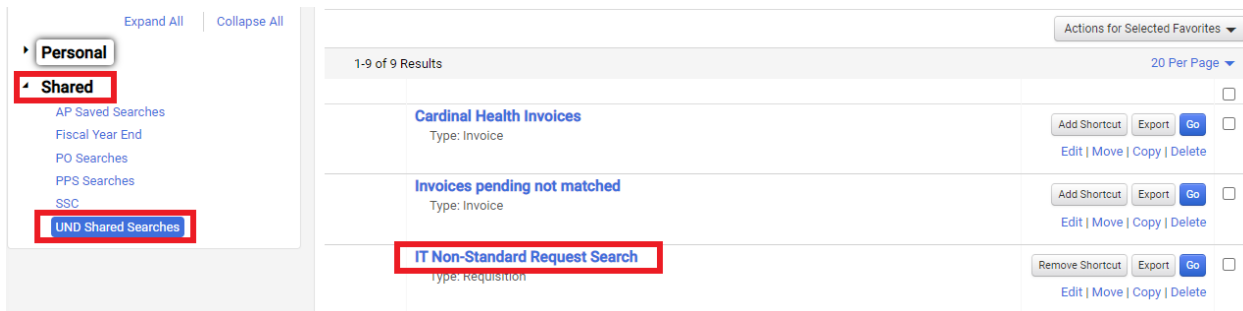 Expand All Collapse All
Personal
Shared
AP Saved Searches
Fiscal Year End
PO Searches
PPS Searches
SSC
UND Shared Searches
Actions for Selected Favorites
1-9 of 9 Results 20 Per Page
Cardinal Health Invoices
Type: Invoice
Add Shortcut Export Go
Edit | Move | Copy | Delete
Invoices pending not matched
Type: Invoice
Add Shortcut Export Go
Edit | Move | Copy | Delete
IT Non-Standard Request Search
Type: Requisition
Remove Shortcut Export Go
Edit | Move | Copy | Delete